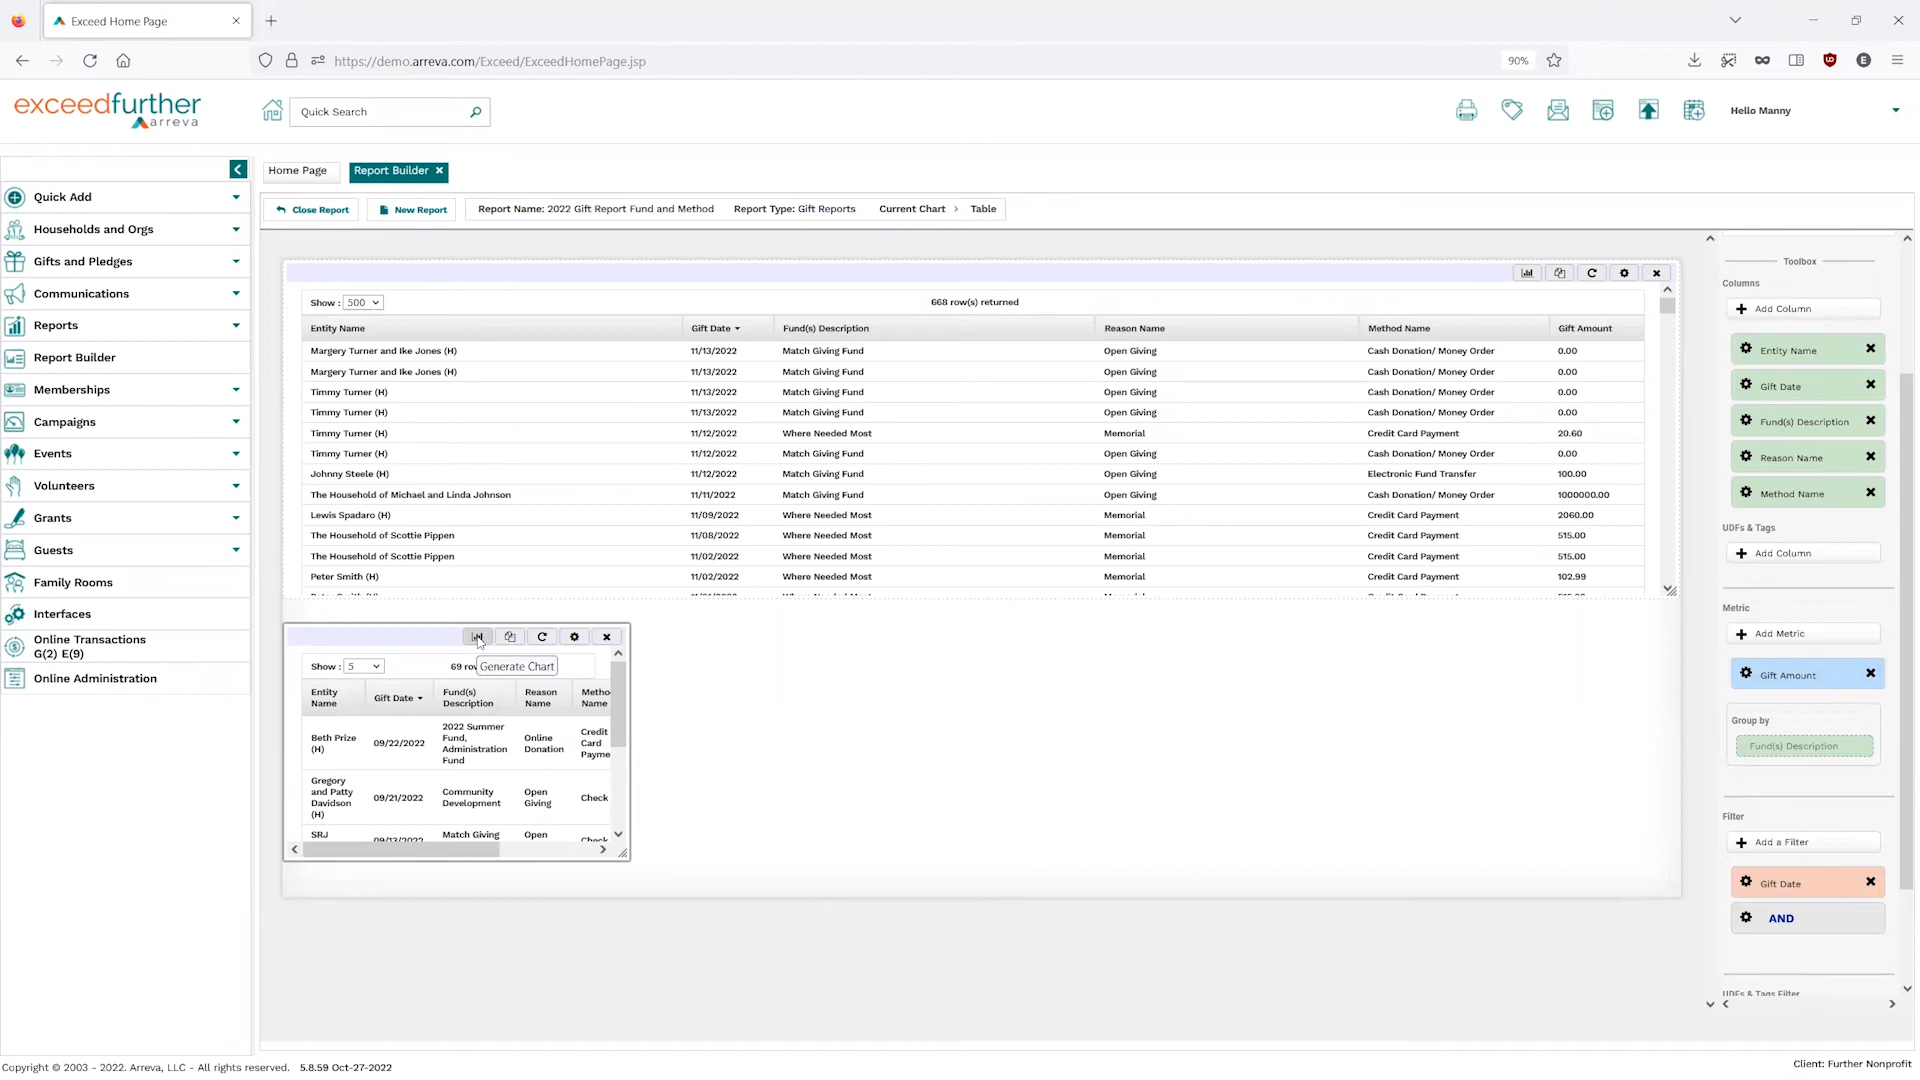 Exceed Home Page
https://demo.arreva.com/Exceed/ExceedHomePage.jsp
90%
E
exceedfurther
arreva
Quick Search
Hello Manny
Home Page
Report Builder
Close Report
New Report
Report Name: 2022 Gift Report Fund and Method
Report Type: Gift Reports
Current Chart > Table
Quick Add
Households and Orgs
Gifts and Pledges
Communications
Reports
Report Builder
Memberships
Campaigns
Events
Volunteers
Grants
Guests
Family Rooms
Interfaces
Online Transactions
G(2) E(9)
Online Administration
Show : 500
668 row(s) returned
Entity Name Gift Date Fund(s) Description Reason Name Method Name Gift Amount
Margery Turner and Ike Jones (H) 11/13/2022 Match Giving Fund Open Giving Cash Donation/ Money Order 0.00
Margery Turner and Ike Jones (H) 11/13/2022 Match Giving Fund Open Giving Cash Donation/ Money Order 0.00
Timmy Turner (H) 11/13/2022 Match Giving Fund Open Giving Cash Donation/ Money Order 0.00
Timmy Turner (H) 11/13/2022 Match Giving Fund Open Giving Cash Donation/ Money Order 0.00
Timmy Turner (H) 11/12/2022 Where Needed Most Memorial Credit Card Payment 20.60
Timmy Turner (H) 11/12/2022 Match Giving Fund Open Giving Cash Donation/ Money Order 0.00
Johnny Steele (H) 11/12/2022 Match Giving Fund Open Giving Electronic Fund Transfer 100.00
The Household of Michael and Linda Johnson 11/11/2022 Match Giving Fund Open Giving Cash Donation/ Money Order 1000000.00
Lewis Spadaro (H) 11/09/2022 Where Needed Most Memorial Credit Card Payment 2060.00
The Household of Scottie Pippen 11/08/2022 Where Needed Most Memorial Credit Card Payment 515.00
The Household of Scottie Pippen 11/02/2022 Where Needed Most Memorial Credit Card Payment 515.00
Peter Smith (H) 11/02/2022 Where Needed Most Memorial Credit Card Payment 102.99
Show : 5
69 ro
Generate Chart
Entity
Name
Gift Date
Fund(s)
Description
Reason
Name
Metho
Name
Beth Prize
(H)
09/22/2022
2022 Summer
Fund,
Administration
Fund
Online
Donation
Credit
Card
Payme
Gregory
and Patty
Davidson
(H)
09/21/2022
Community
Development
Open
Giving
Check
SRJ
09/13/2022
Match Giving
Open
Check
Toolbox
Columns
Add Column
Entity Name
Gift Date
Fund(s) Description
Reason Name
Method Name
UDFs & Tags
Add Column
Metric
Add Metric
Gift Amount
Group by
Fund(s) Description
Filter
Add a Filter
Gift Date
AND
UDFs & Tags Filter
Copyright © 2003 - 2022. Arreva, LLC - All rights reserved. 5.8.59 Oct-27-2022
Client: Further Nonprofit